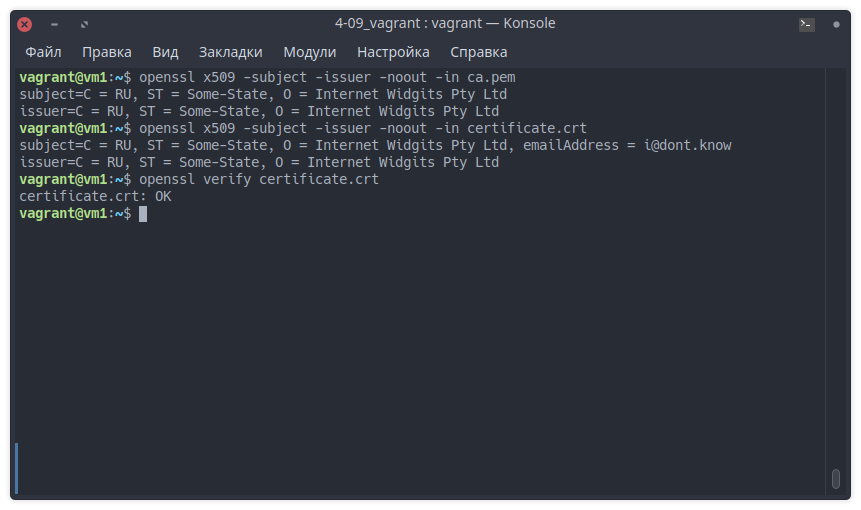 4-09_vagrant : vagrant — Konsole
Файл Правка Вид Закладки Модули Настройка Справка
vagrant@vm1:~$ openssl x509 -subject -issuer -noout -in ca.pem
subject=C = RU, ST = Some-State, O = Internet Widgits Pty Ltd
issuer=C = RU, ST = Some-State, O = Internet Widgits Pty Ltd
vagrant@vm1:~$ openssl x509 -subject -issuer -noout -in certificate.crt
subject=C = RU, ST = Some-State, O = Internet Widgits Pty Ltd, emailAddress = i@dont.know
issuer=C = RU, ST = Some-State, O = Internet Widgits Pty Ltd
vagrant@vm1:~$ openssl verify certificate.crt
certificate.crt: OK
vagrant@vm1:~$